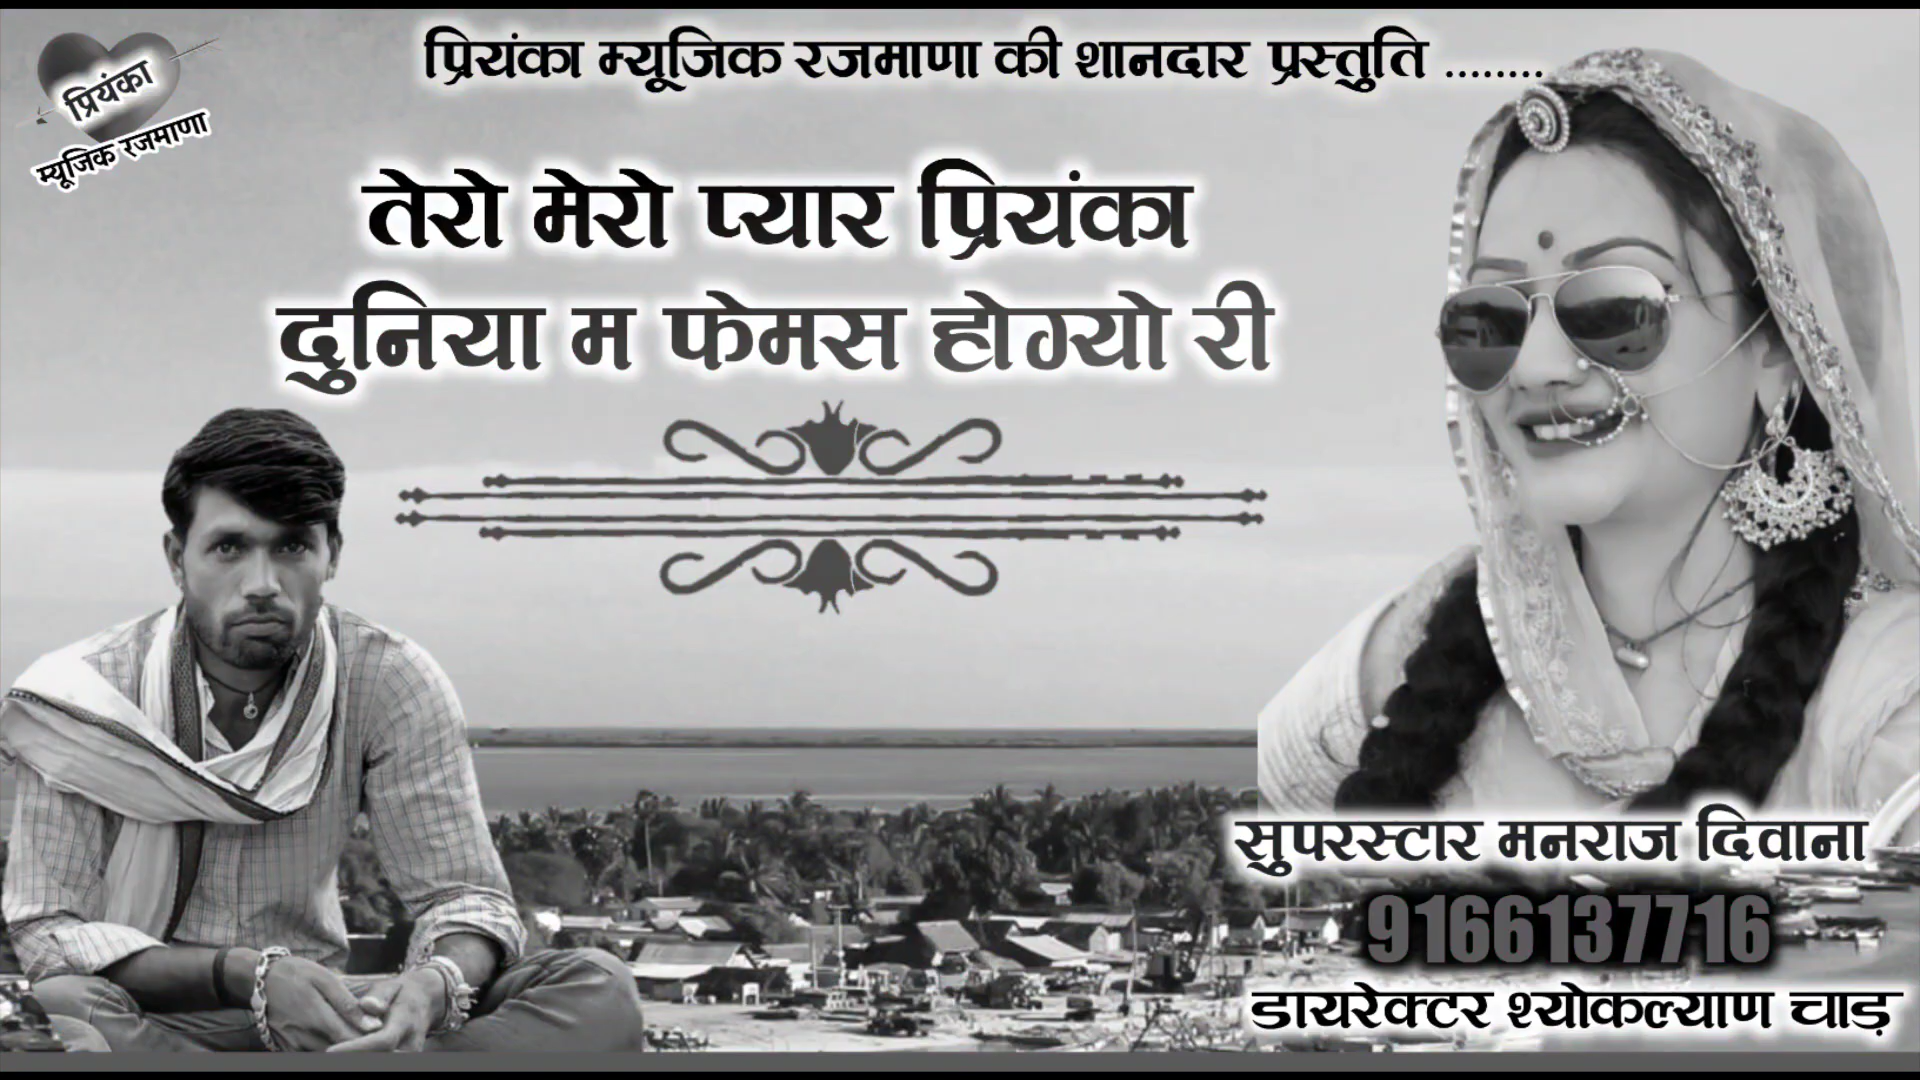 प्रियंका म्यूजिक रजमाणा की शानदार प्रस्तुति ........
प्रियंका
म्यूजिक रजमाणा
तेरो मेरो प्यार प्रियंका
दुनिया म फेमस होग्यो री
सुपरस्टार मनराज दिवाना
9166137716
डायरेक्टर श्योकल्याण चाड़